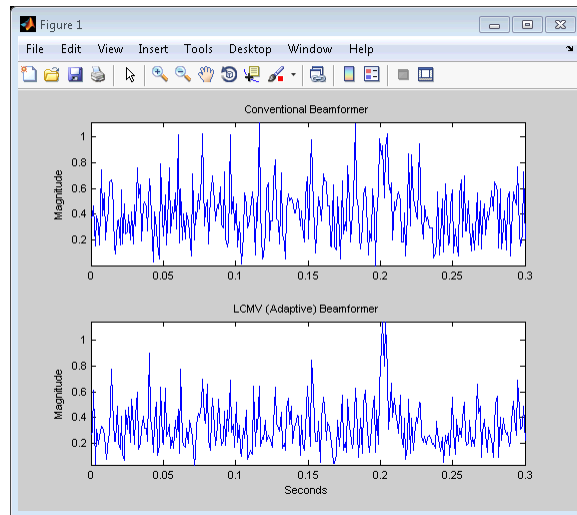 Figure 1
File Edit View Insert Tools Desktop Window Help
Conventional Beamformer
Magnitude
1
0.8
0.6
0.4
0.2
0 0.05 0.1 0.15 0.2 0.25 0.3
LCMV (Adaptive) Beamformer
Magnitude
1
0.8
0.6
0.4
0.2
0 0.05 0.1 0.15 0.2 0.25 0.3
Seconds